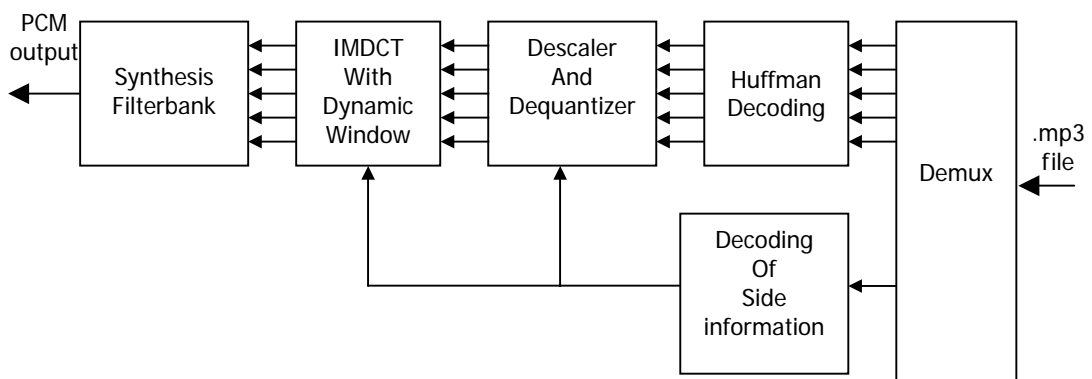 PCM
output
Synthesis
Filterbank
IMDCT
With
Dynamic
Window
Descaler
And
Dequantizer
Huffman
Decoding
Demux
.mp3
file
Decoding
Of
Side
information